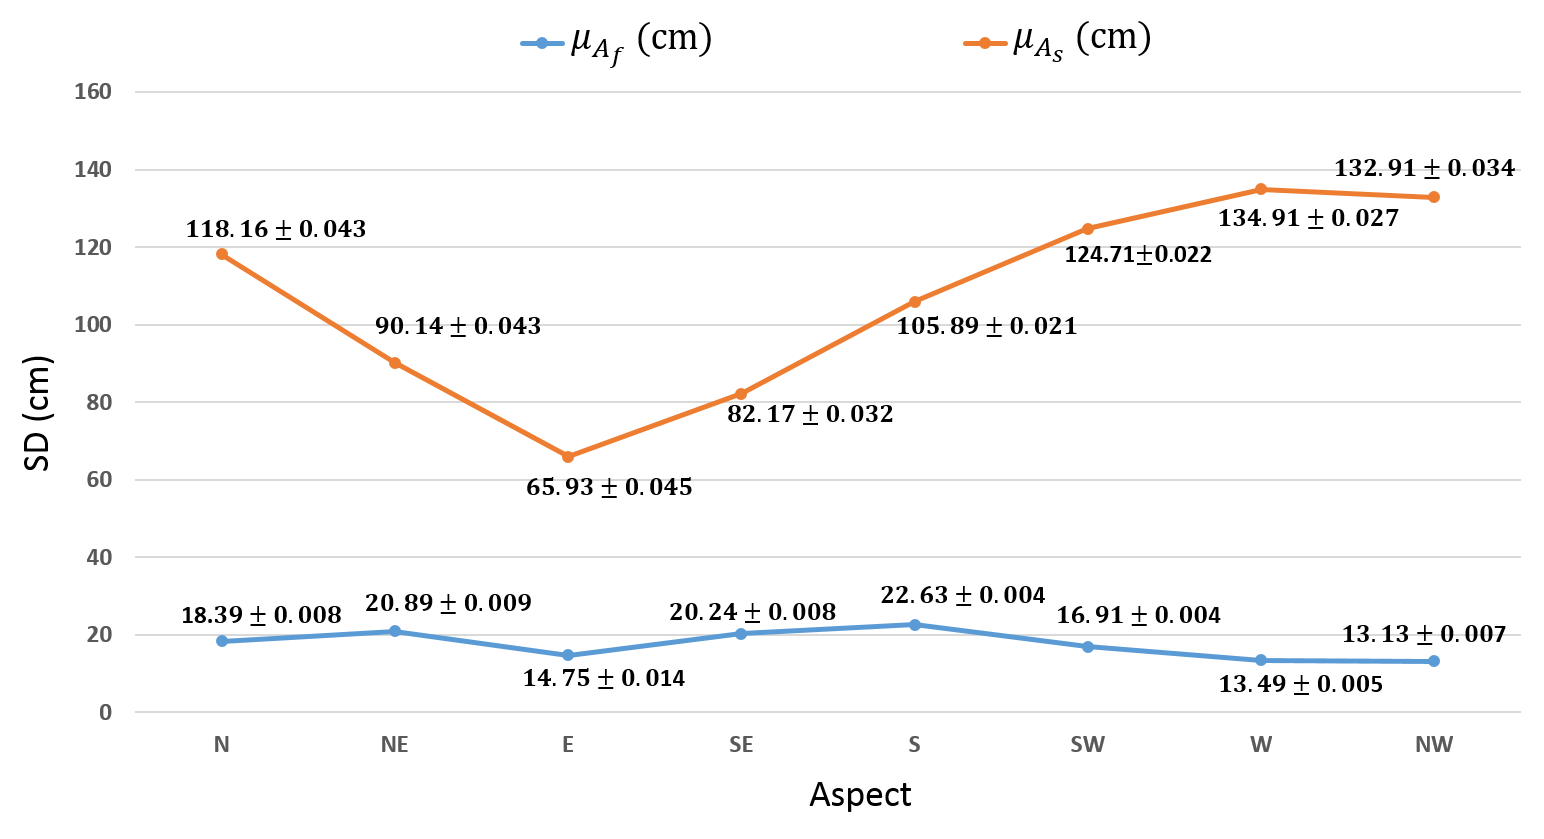 μ_{A_f} (cm) μ_{A_s} (cm)
160
140
120
100
80
60
40
20
0
SD (cm)
118.16 ± 0.043
90.14 ± 0.043
65.93 ± 0.045
82.17 ± 0.032
105.89 ± 0.021
124.71±0.022
134.91 ± 0.027
132.91 ± 0.034
18.39 ± 0.008
20.89 ± 0.009
14.75 ± 0.014
20.24 ± 0.008
22.63 ± 0.004
16.91 ± 0.004
13.49 ± 0.005
13.13 ± 0.007
N NE E SE S SW W NW
Aspect